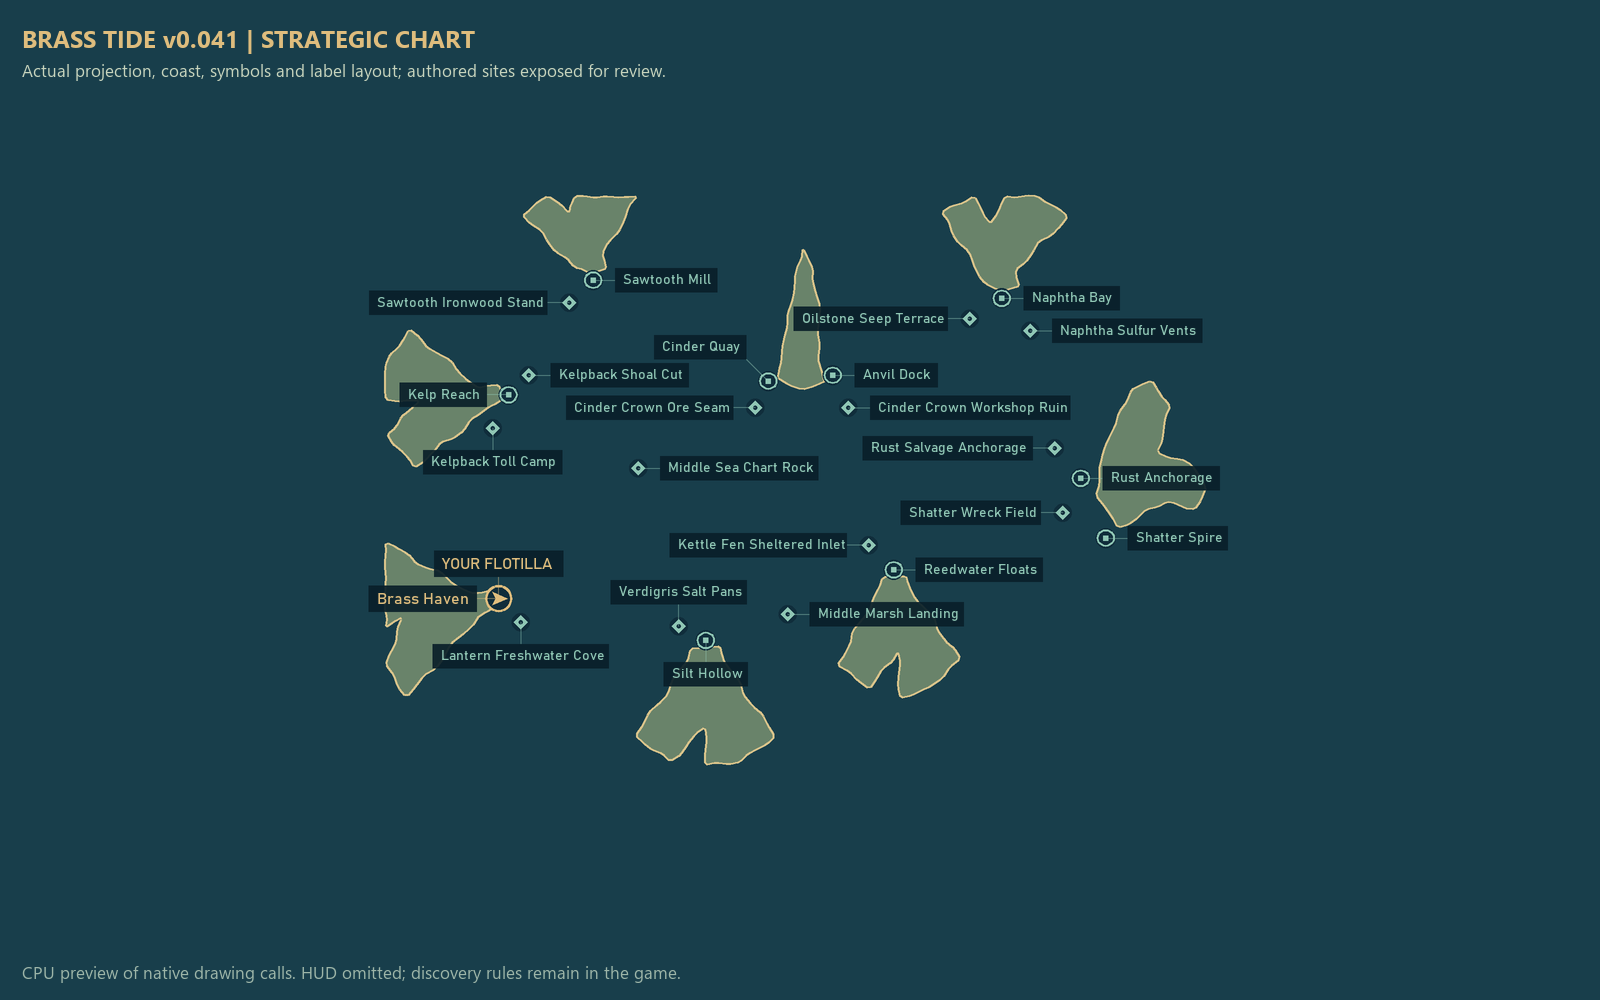 BRASS TIDE v0.041 | STRATEGIC CHART
Actual projection, coast, symbols and label layout; authored sites exposed for review.
Sawtooth Mill
Sawtooth Ironwood Stand
Naphtha Bay
Oilstone Seep Terrace
Naphtha Sulfur Vents
Cinder Quay
Kelpback Shoal Cut
Anvil Dock
Kelp Reach
Cinder Crown Ore Seam
Cinder Crown Workshop Ruin
Rust Salvage Anchorage
Kelpback Toll Camp
Middle Sea Chart Rock
Rust Anchorage
Shatter Wreck Field
Shatter Spire
Kettle Fen Sheltered Inlet
YOUR FLOTILLA
Reedwater Floats
Verdigris Salt Pans
Brass Haven
Middle Marsh Landing
Lantern Freshwater Cove
Silt Hollow
CPU preview of native drawing calls. HUD omitted; discovery rules remain in the game.